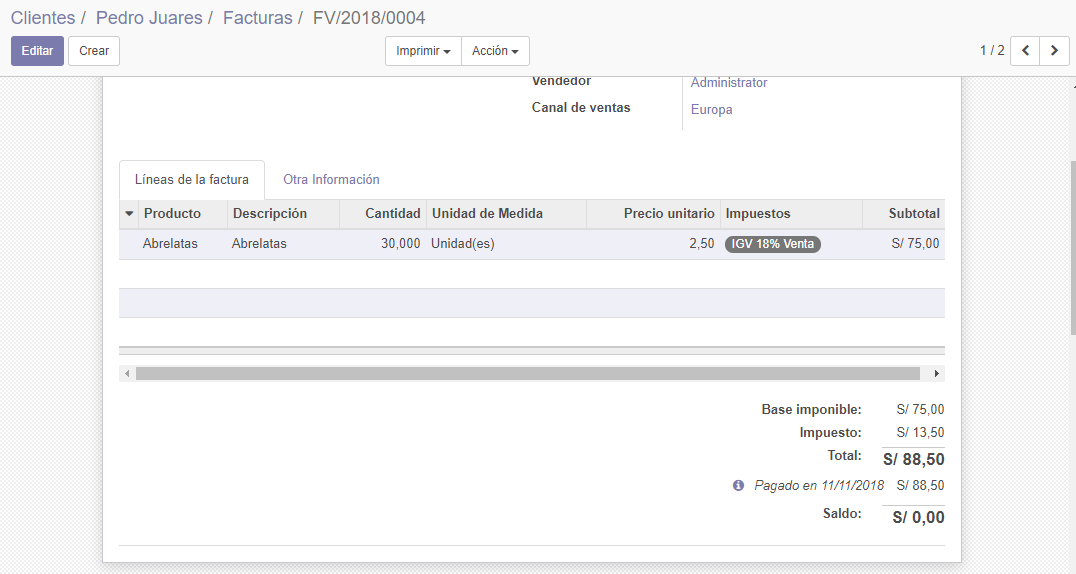 Clientes / Pedro Juares / Facturas / FV/2018/0004
Editar Crear Imprimir Acción 1 / 2
Vendedor Administrator
Canal de ventas Europa
Líneas de la factura Otra Información
Producto Descripción Cantidad Unidad de Medida Precio unitario Impuestos Subtotal
Abrelatas Abrelatas 30,000 Unidad(es) 2,50 IGV 18% Venta S/ 75,00
Base imponible: S/ 75,00
Impuesto: S/ 13,50
Total: S/ 88,50
Pagado en 11/11/2018 S/ 88,50
Saldo: S/ 0,00